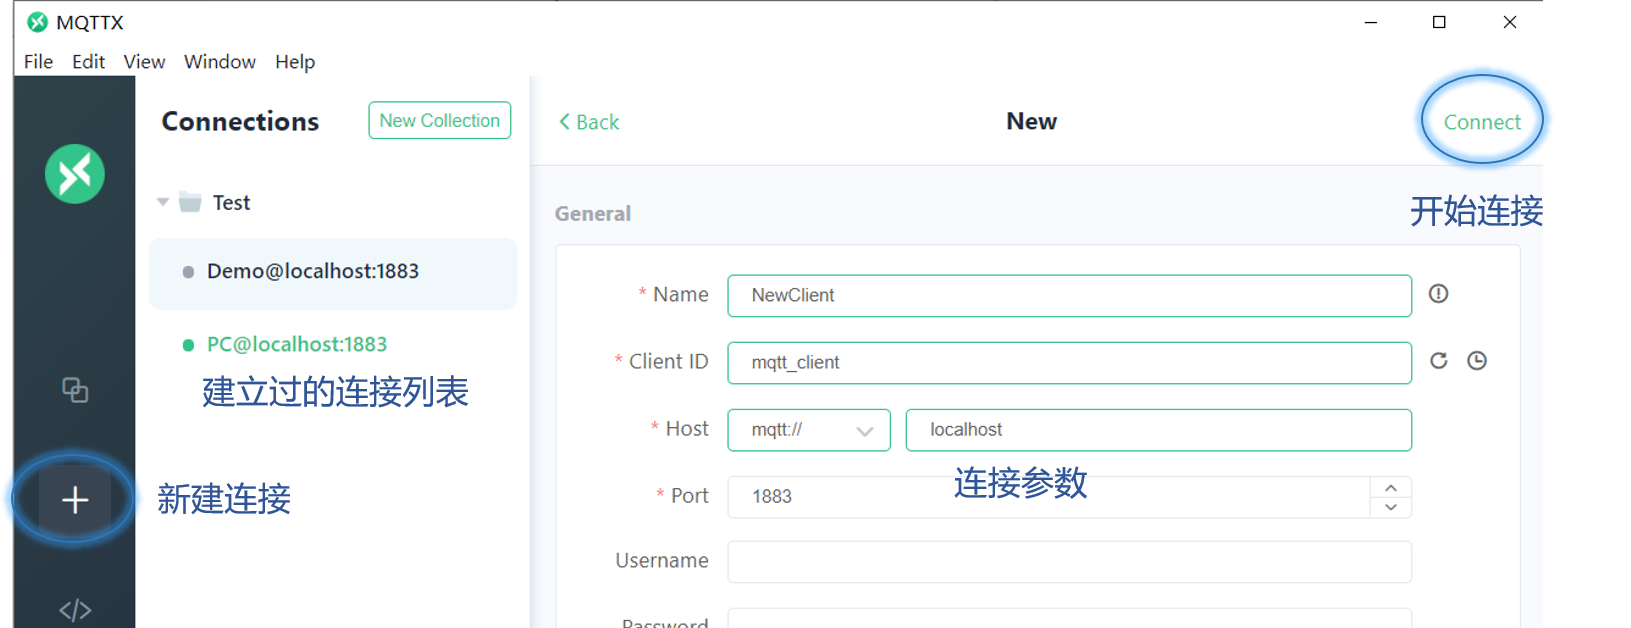 MQTTX
File Edit View Window Help
Connections
New Collection
Back
New
Connect
开始连接
Test
Demo@localhost:1883
PC@localhost:1883
建立过的连接列表
新建连接
General
* Name NewClient
* Client ID mqtt_client
* Host mqtt:// localhost
连接参数
* Port 1883
Username
Password